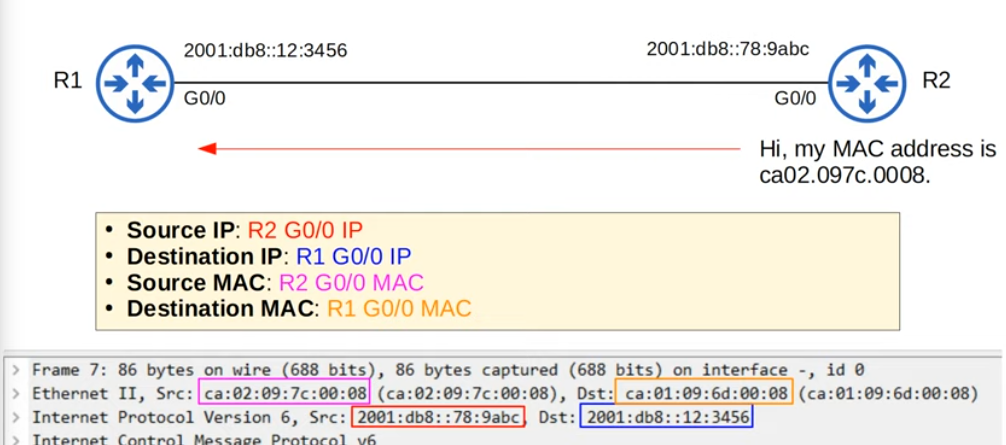 2001:db8::12:3456
2001:db8::78:9abc
R1
R2
G0/0
G0/0
Hi, my MAC address is
ca02.097c.0008.
• Source IP: R2 G0/0 IP
• Destination IP: R1 G0/0 IP
• Source MAC: R2 G0/0 MAC
• Destination MAC: R1 G0/0 MAC
> Frame 7: 86 bytes on wire (688 bits), 86 bytes captured (688 bits) on interface -, id 0
> Ethernet II, Src: ca:02:09:7c:00:08 (ca:02:09:7c:00:08), Dst: ca:01:09:6d:00:08 (ca:01:09:6d:00:08)
> Internet Protocol Version 6, Src: 2001:db8::78:9abc, Dst: 2001:db8::12:3456
> Internet Control Message Protocol v6